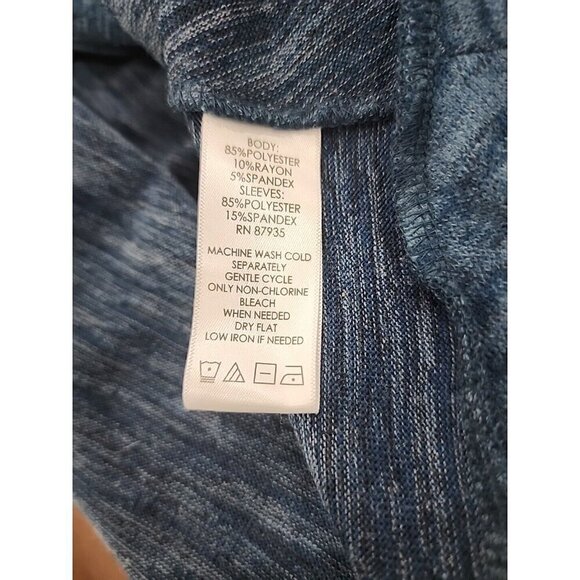 BODY:
85%POLYESTER
10%RAYON
5%SPANDEX
SLEEVES:
85%POLYESTER
15%SPANDEX
RN 87935
MACHINE WASH COLD
SEPARATELY
GENTLE CYCLE
ONLY NON-CHLORINE
BLEACH
WHEN NEEDED
DRY FLAT
LOW IRON IF NEEDED